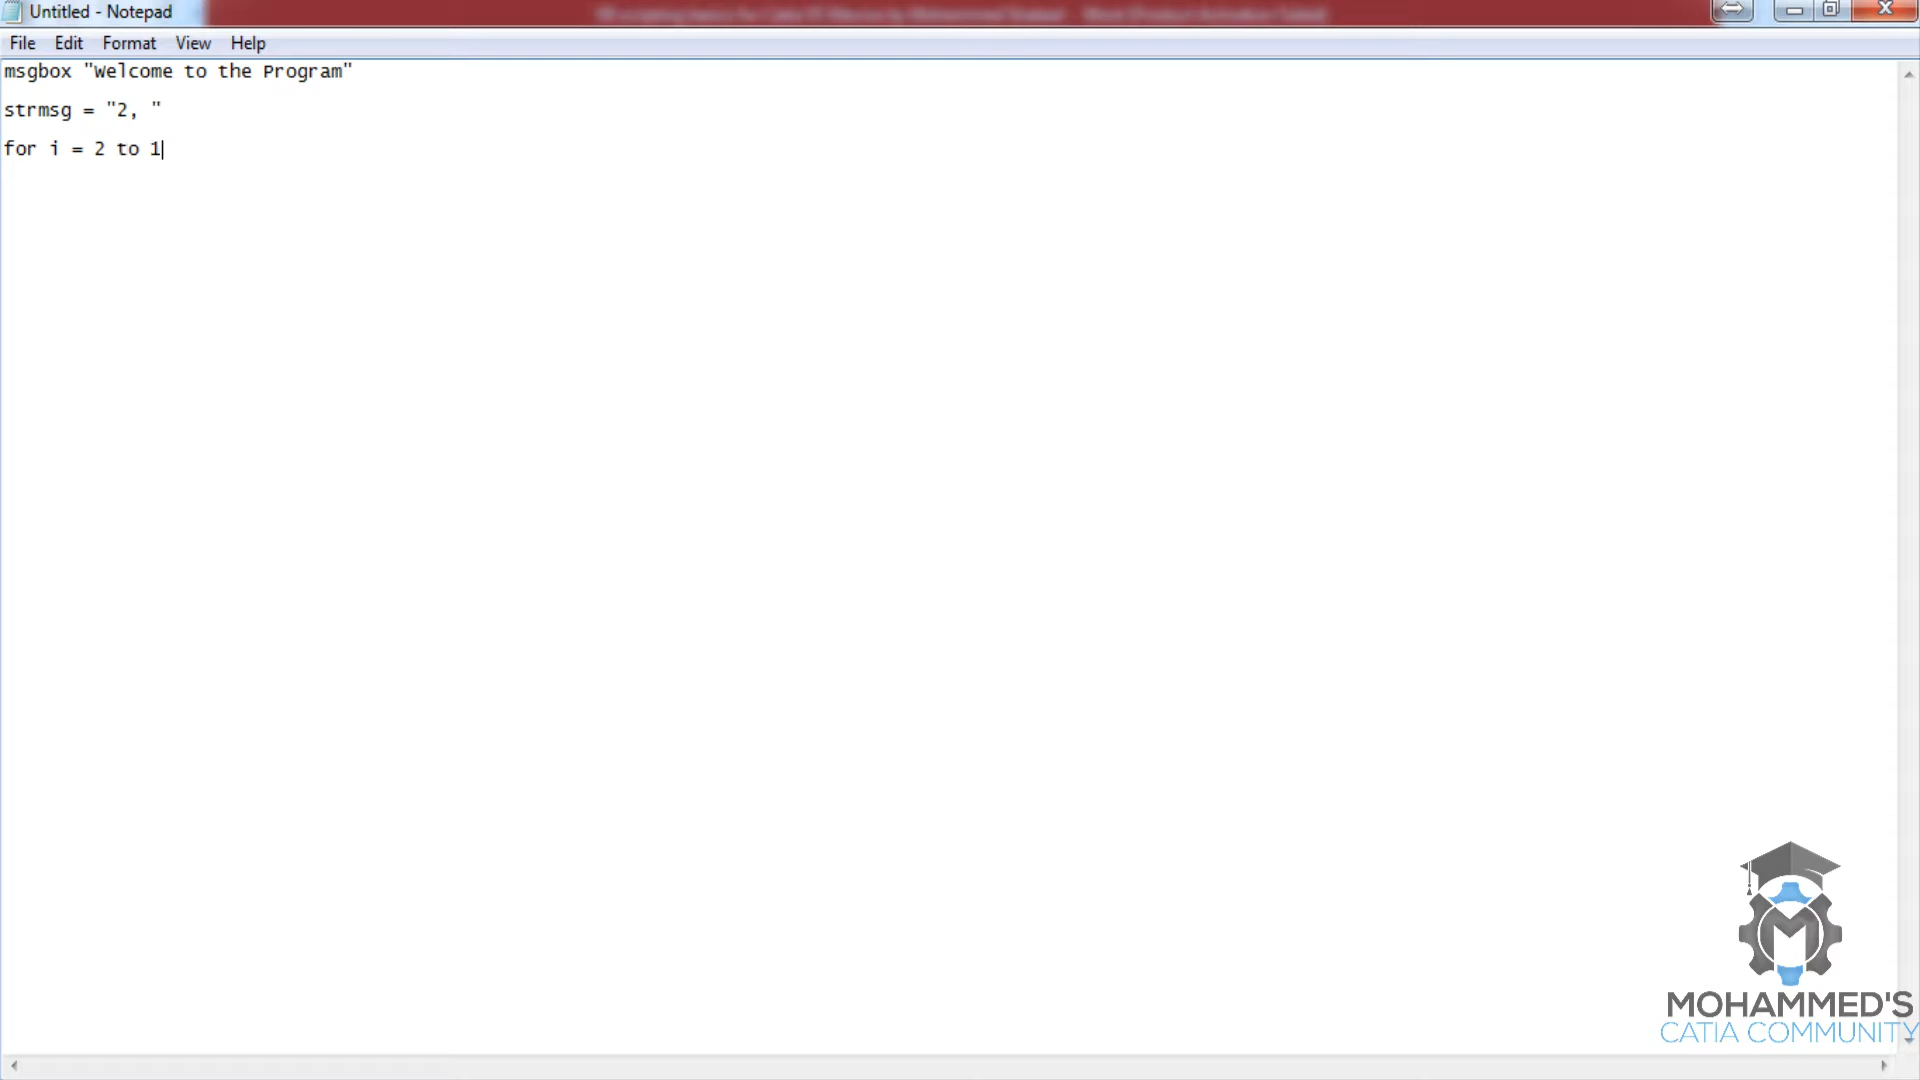 Untitled - Notepad
File Edit Format View Help
msgbox "Welcome to the Program"
strmsg = "2, "
for i = 2 to 1
MOHAMMED'S
CATIA COMMUNITY